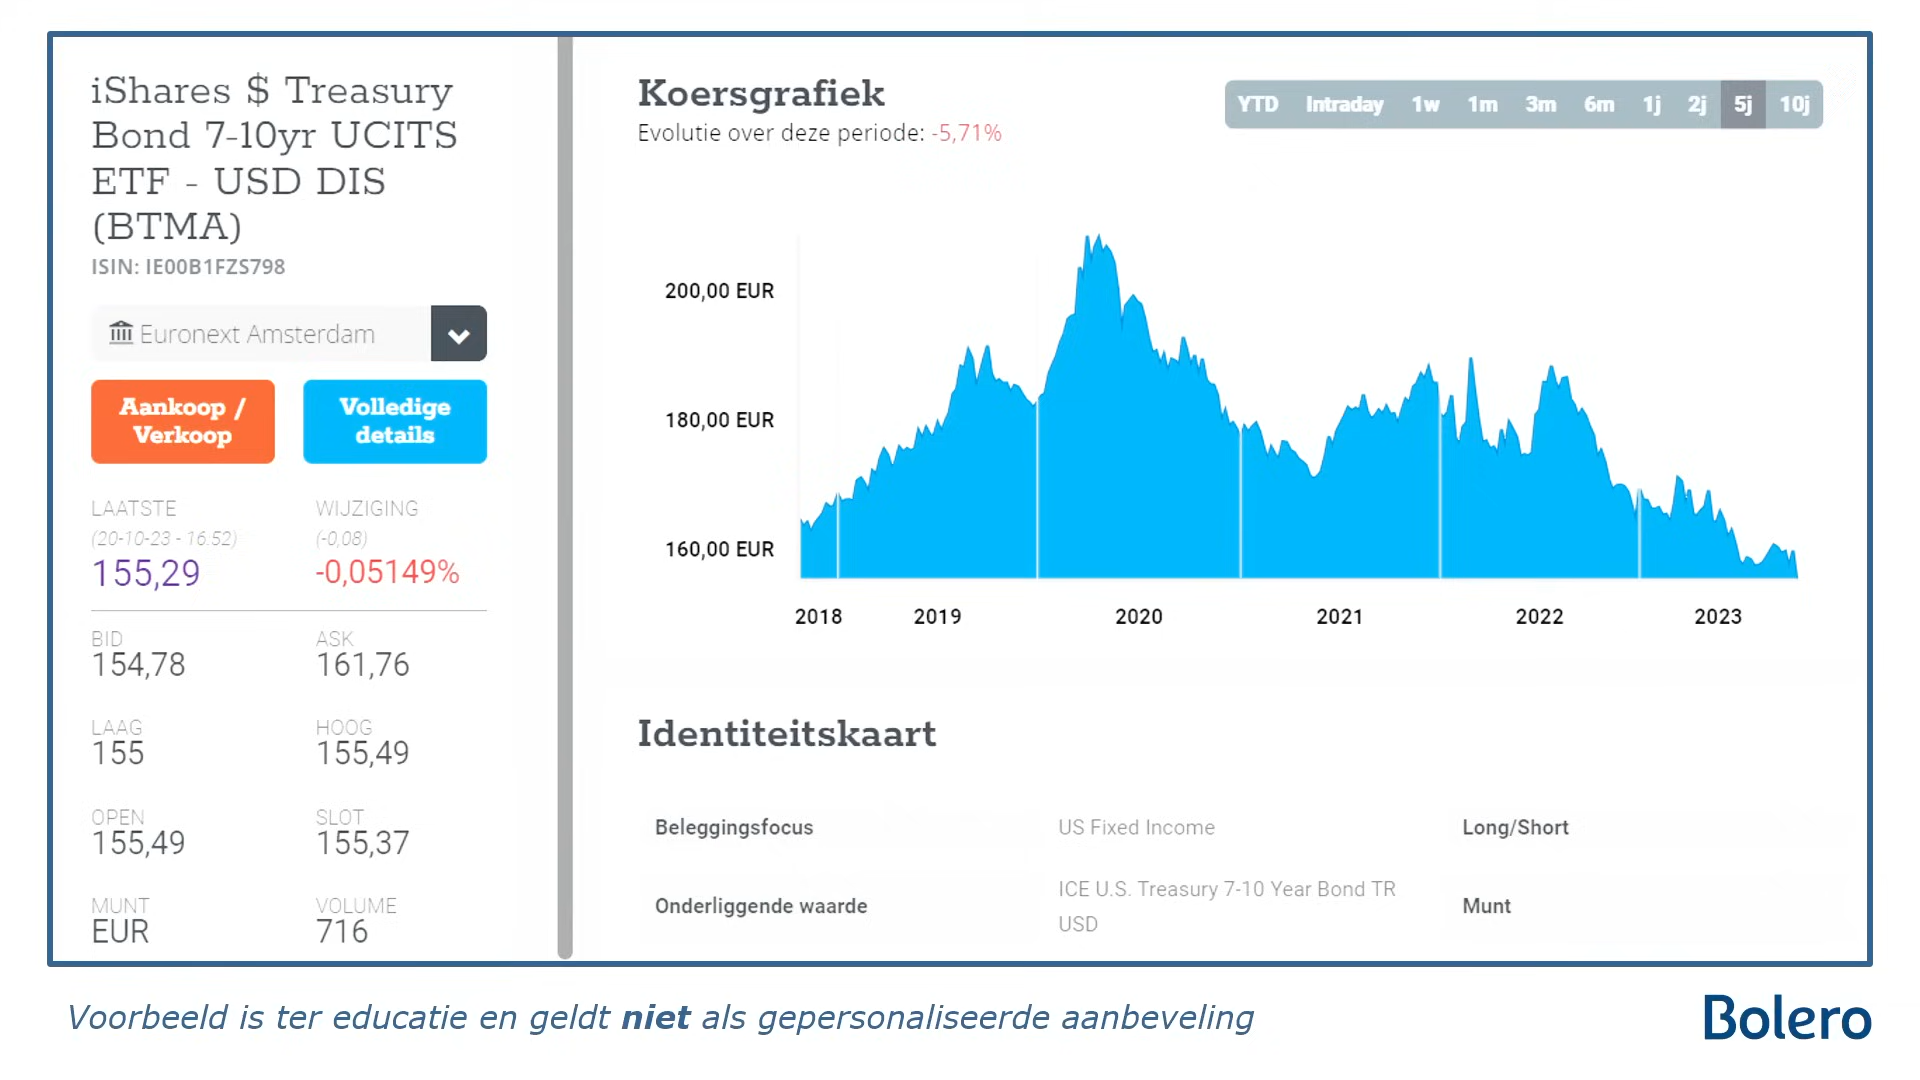 iShares $ Treasury
Bond 7-10yr UCITS
ETF - USD DIS
(BTMA)
ISIN: IE00B1FZS798
Euronext Amsterdam
Aankoop /
Verkoop
Volledige
details
LAATSTE
(20-10-23 - 16:52)
155,29
WIJZIGING
(-0,08)
-0,05149%
BID
154,78
ASK
161,76
LAAG
155
HOOG
155,49
OPEN
155,49
SLOT
155,37
MUNT
EUR
VOLUME
716
Koersgrafiek
Evolutie over deze periode: -5,71%
YTD Intraday 1w 1m 3m 6m 1j 2j 5j 10j
200,00 EUR
180,00 EUR
160,00 EUR
2018 2019 2020 2021 2022 2023
Identiteitskaart
Beleggingsfocus
US Fixed Income
Long/Short
Onderliggende waarde
ICE U.S. Treasury 7-10 Year Bond TR
USD
Munt
Voorbeeld is ter educatie en geldt niet als gepersonaliseerde aanbeveling
Bolero